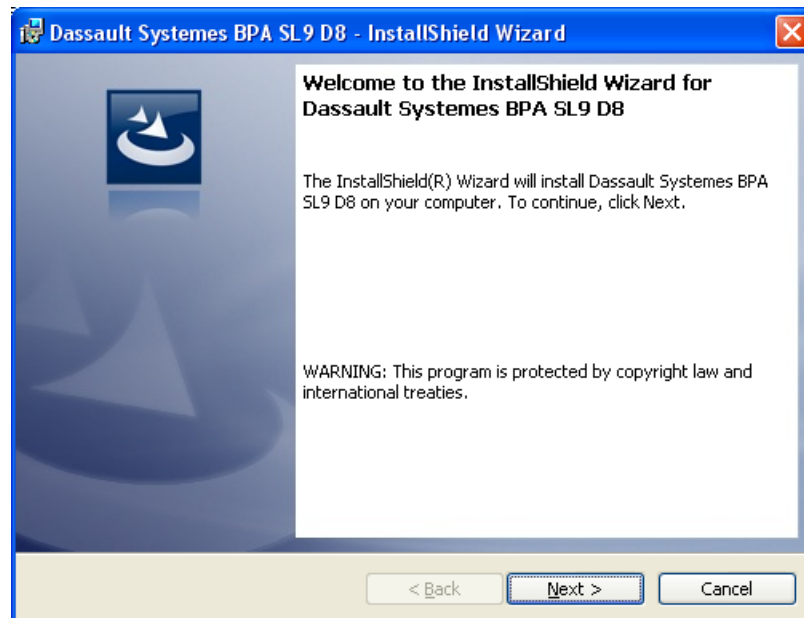 Dassault Systemes BPA SL9 D8 - InstallShield Wizard
Welcome to the InstallShield Wizard for
Dassault Systemes BPA SL9 D8
The InstallShield(R) Wizard will install Dassault Systemes BPA
SL9 D8 on your computer. To continue, click Next.
WARNING: This program is protected by copyright law and
international treaties.
< Back
Next >
Cancel